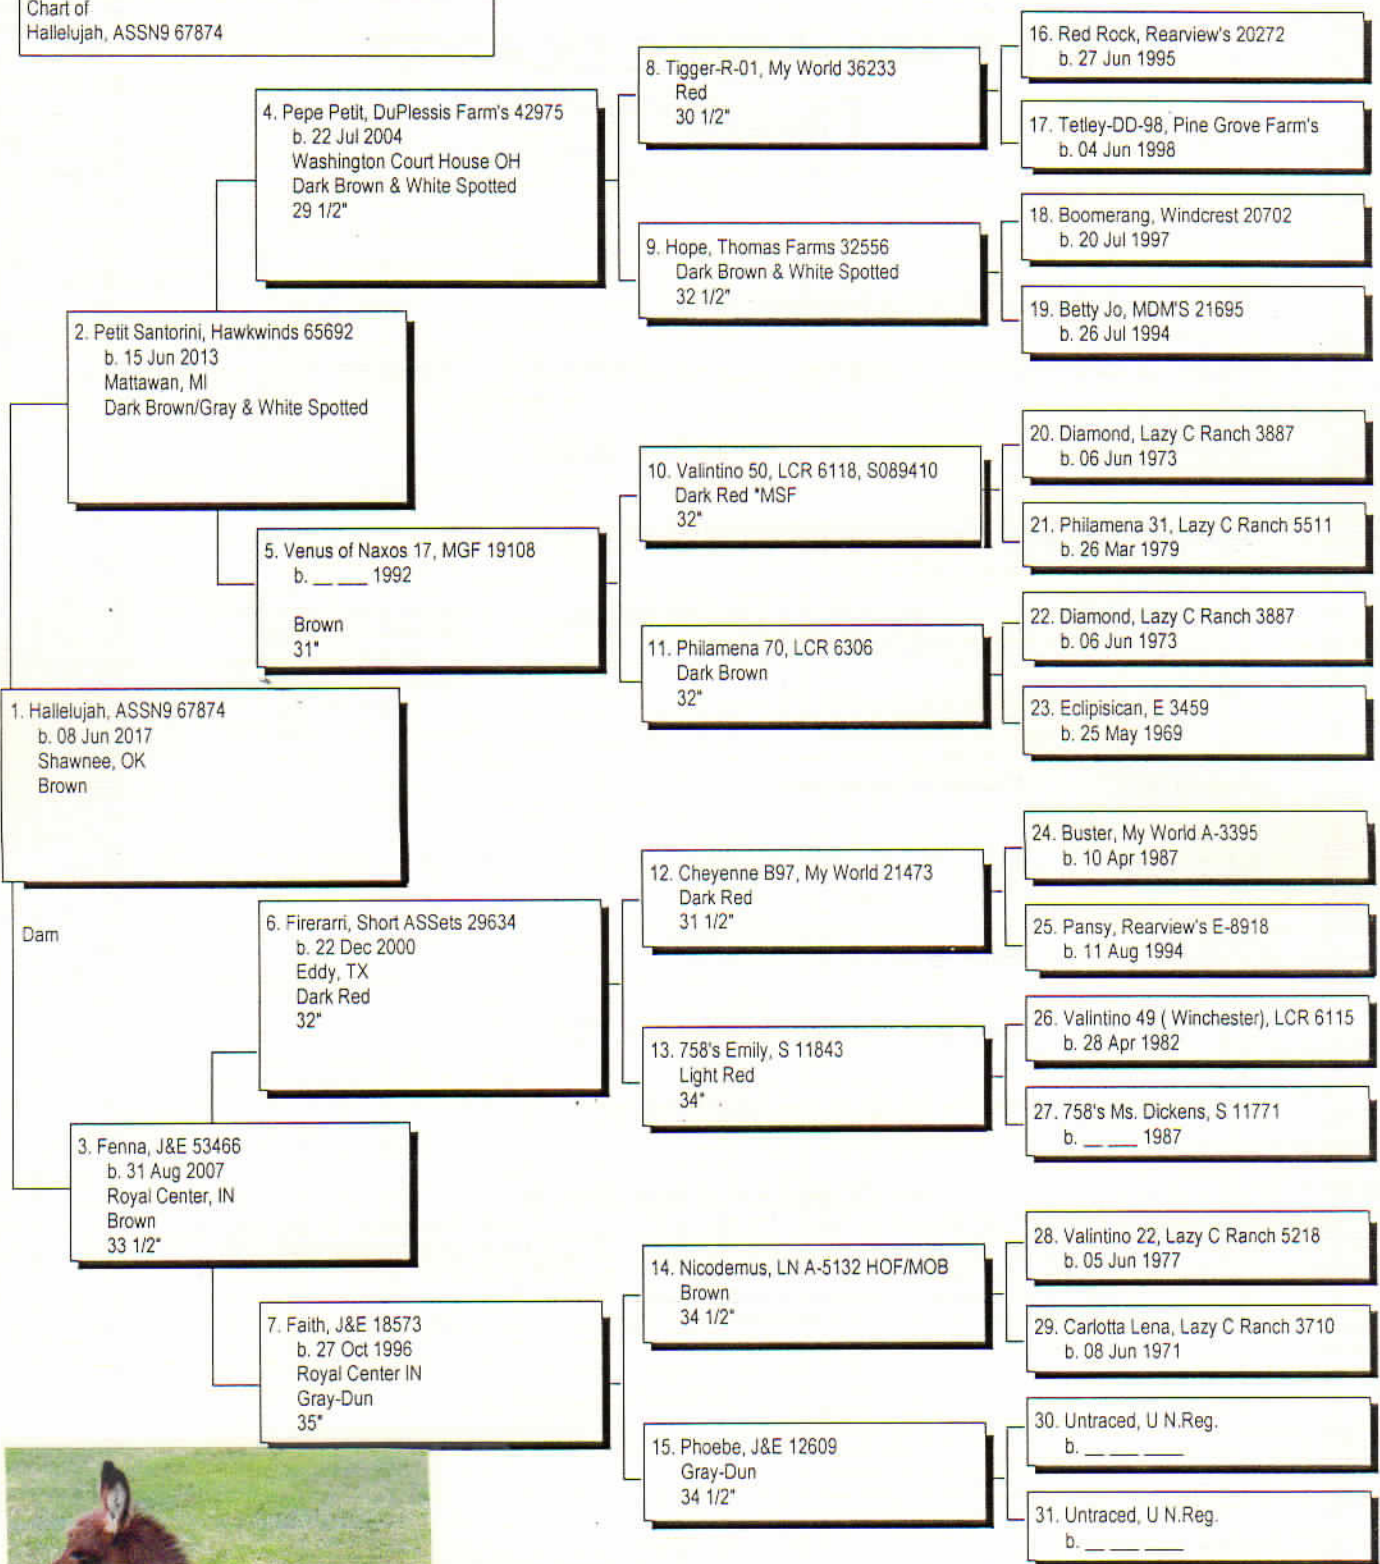 Chart of
Hallelujah, ASSN9 67874
16. Red Rock, Rearview's 20272
b. 27 Jun 1995
8. Tigger-R-01, My World 36233
Red
30 1/2"
17. Tetley-DD-98, Pine Grove Farm's
b. 04 Jun 1998
4. Pepe Petit, DuPlessis Farm's 42975
b. 22 Jul 2004
Washington Court House OH
Dark Brown & White Spotted
29 1/2"
18. Boomerang, Windcrest 20702
b. 20 Jul 1997
9. Hope, Thomas Farms 32556
Dark Brown & White Spotted
32 1/2"
19. Betty Jo, MDM'S 21695
b. 26 Jul 1994
2. Petit Santorini, Hawkwinds 65692
b. 15 Jun 2013
Mattawan, MI
Dark Brown/Gray & White Spotted
20. Diamond, Lazy C Ranch 3887
b. 06 Jun 1973
10. Valintino 50, LCR 6118, S089410
Dark Red *MSF
32"
21. Philamena 31, Lazy C Ranch 5511
b. 26 Mar 1979
5. Venus of Naxos 17, MGF 19108
b. __ ___ 1992
Brown
31"
22. Diamond, Lazy C Ranch 3887
b. 06 Jun 1973
11. Philamena 70, LCR 6306
Dark Brown
32"
23. Eclipisican, E 3459
b. 25 May 1969
1. Hallelujah, ASSN9 67874
b. 08 Jun 2017
Shawnee, OK
Brown
24. Buster, My World A-3395
b. 10 Apr 1987
12. Cheyenne B97, My World 21473
Dark Red
31 1/2"
25. Pansy, Rearview's E-8918
b. 11 Aug 1994
Dam
6. Firerarri, Short ASSets 29634
b. 22 Dec 2000
Eddy, TX
Dark Red
32"
26. Valintino 49 ( Winchester), LCR 6115
b. 28 Apr 1982
13. 758's Emily, S 11843
Light Red
34"
27. 758's Ms. Dickens, S 11771
b. __ ___ 1987
3. Fenna, J&E 53466
b. 31 Aug 2007
Royal Center, IN
Brown
33 1/2"
28. Valintino 22, Lazy C Ranch 5218
b. 05 Jun 1977
14. Nicodemus, LN A-5132 HOF/MOB
Brown
34 1/2"
29. Carlotta Lena, Lazy C Ranch 3710
b. 08 Jun 1971
7. Faith, J&E 18573
b. 27 Oct 1996
Royal Center IN
Gray-Dun
35"
30. Untraced, U N.Reg.
b. __ ___ ____
15. Phoebe, J&E 12609
Gray-Dun
34 1/2"
31. Untraced, U N.Reg.
b. __ ___ ____